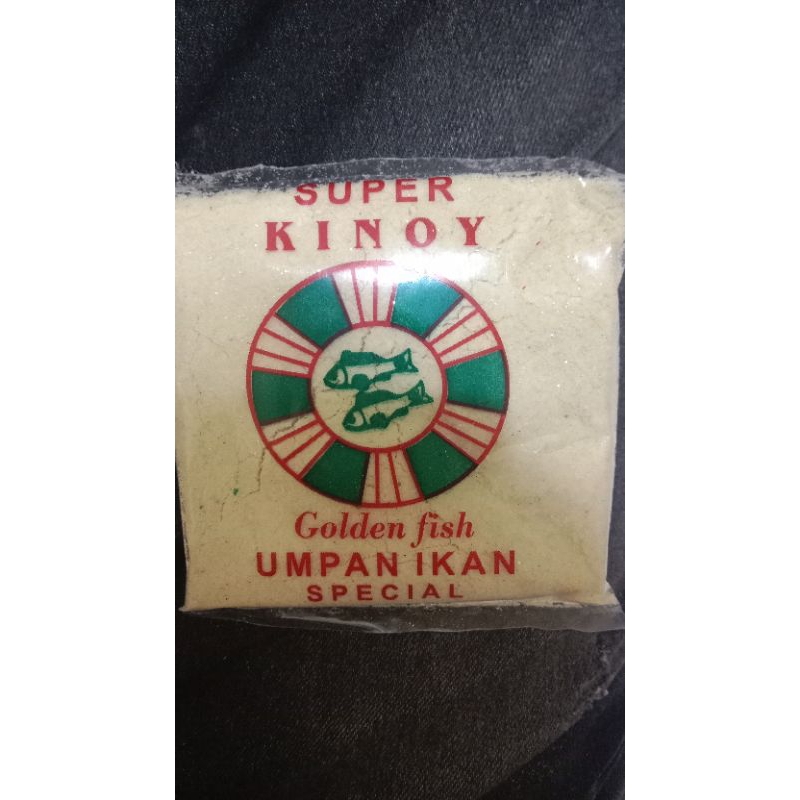 SUPER
KINOY
Golden fish
UMPAN IKAN
SPECIAL